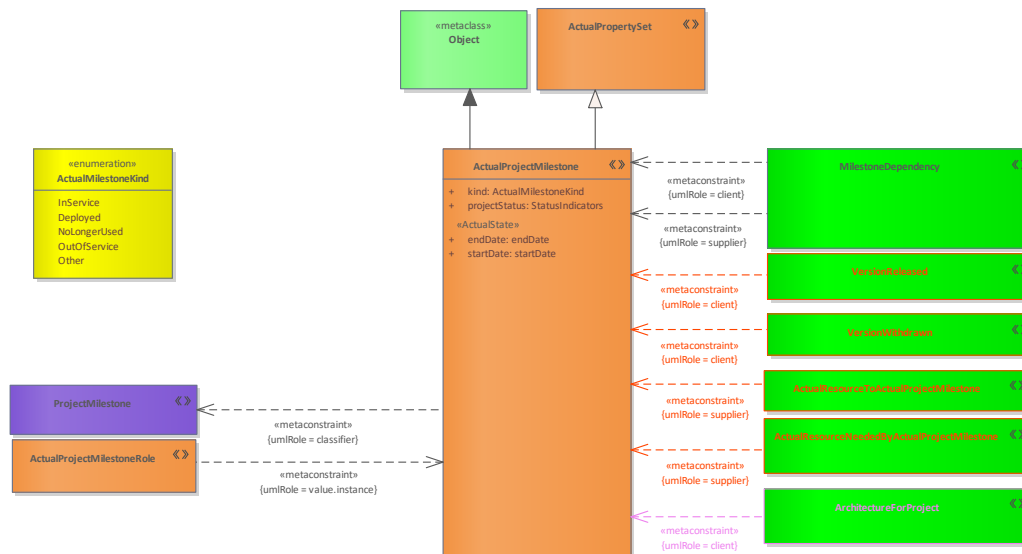 «metaclass»
Object
ActualPropertySet
«»
«enumeration»
ActualMilestoneKind
InService
Deployed
NoLongerUsed
OutOfService
Other
ActualProjectMilestone
«»
+ kind: ActualMilestoneKind
+ projectStatus: StatusIndicators
«ActualState»
+ endDate: endDate
+ startDate: startDate
MilestoneDependency
«»
«metaconstraint»
{umlRole = client}
«metaconstraint»
{umlRole = supplier}
VersionReleased
«»
«metaconstraint»
{umlRole = client}
VersionWithdrawn
«»
«metaconstraint»
{umlRole = client}
ActualResourceToActualProjectMilestone
«»
«metaconstraint»
{umlRole = supplier}
ActualResourceNeededByActualProjectMilestone
«»
«metaconstraint»
{umlRole = supplier}
ArchitectureForProject
«»
«metaconstraint»
{umlRole = client}
ProjectMilestone
«»
«metaconstraint»
{umlRole = classifier}
ActualProjectMilestoneRole
«»
«metaconstraint»
{umlRole = value.instance}